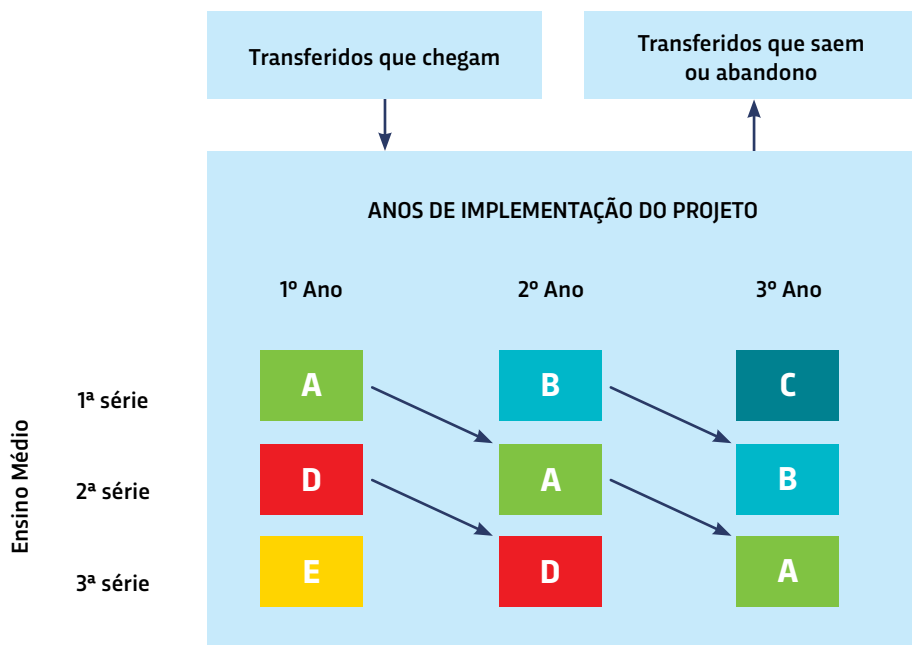 Transferidos que chegam
Transferidos que saem
ou abandono
ANOS DE IMPLEMENTAÇÃO DO PROJETO
1º Ano
2º Ano
3º Ano
Ensino Médio
1ª série
A
B
C
2ª série
D
A
B
3ª série
E
D
A